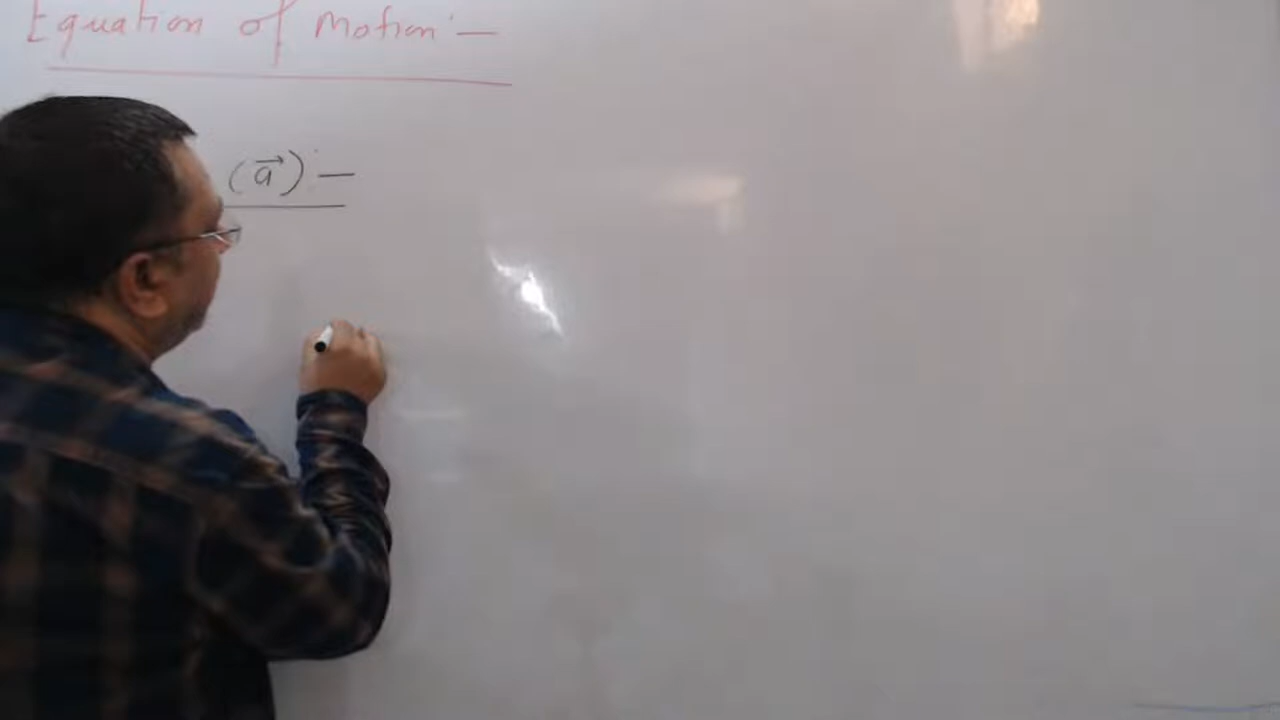 Equation of Motion :—
(a⃗) :—